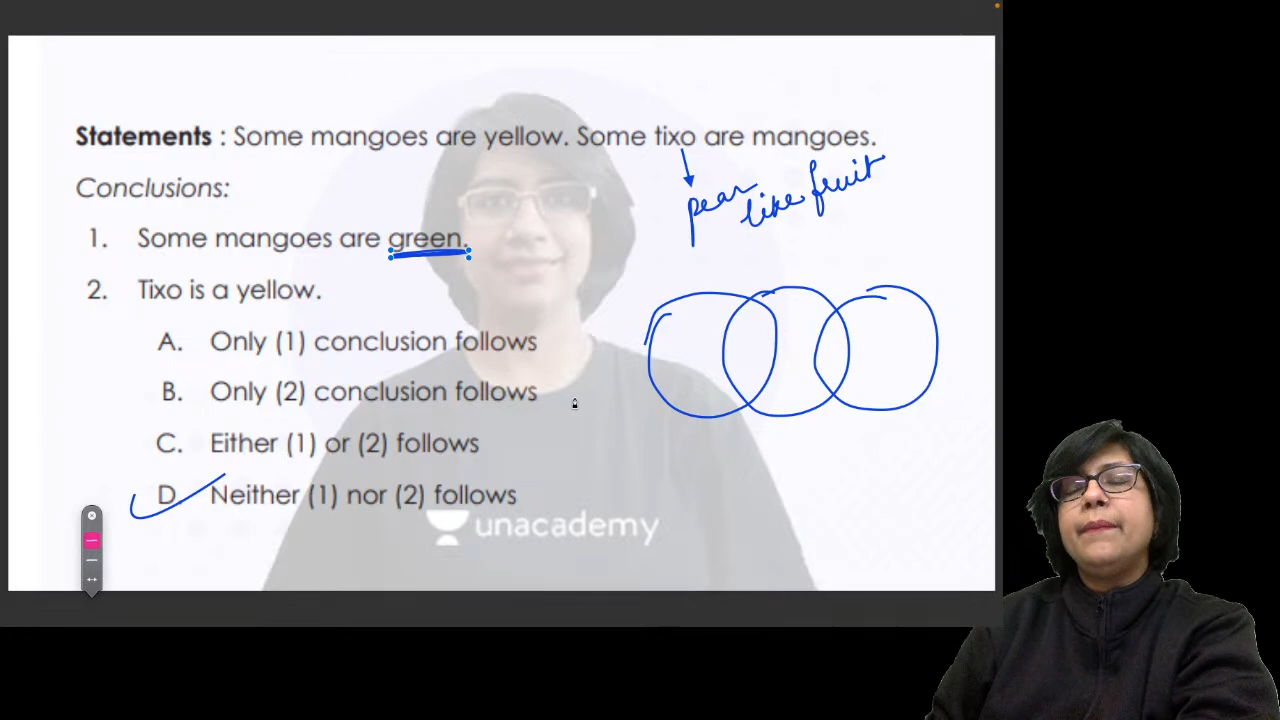 Statements : Some mangoes are yellow. Some tixo are mangoes.
pear like fruit
Conclusions:
1. Some mangoes are green.
2. Tixo is a yellow.
A. Only (1) conclusion follows
B. Only (2) conclusion follows
C. Either (1) or (2) follows
D. Neither (1) nor (2) follows
unacademy